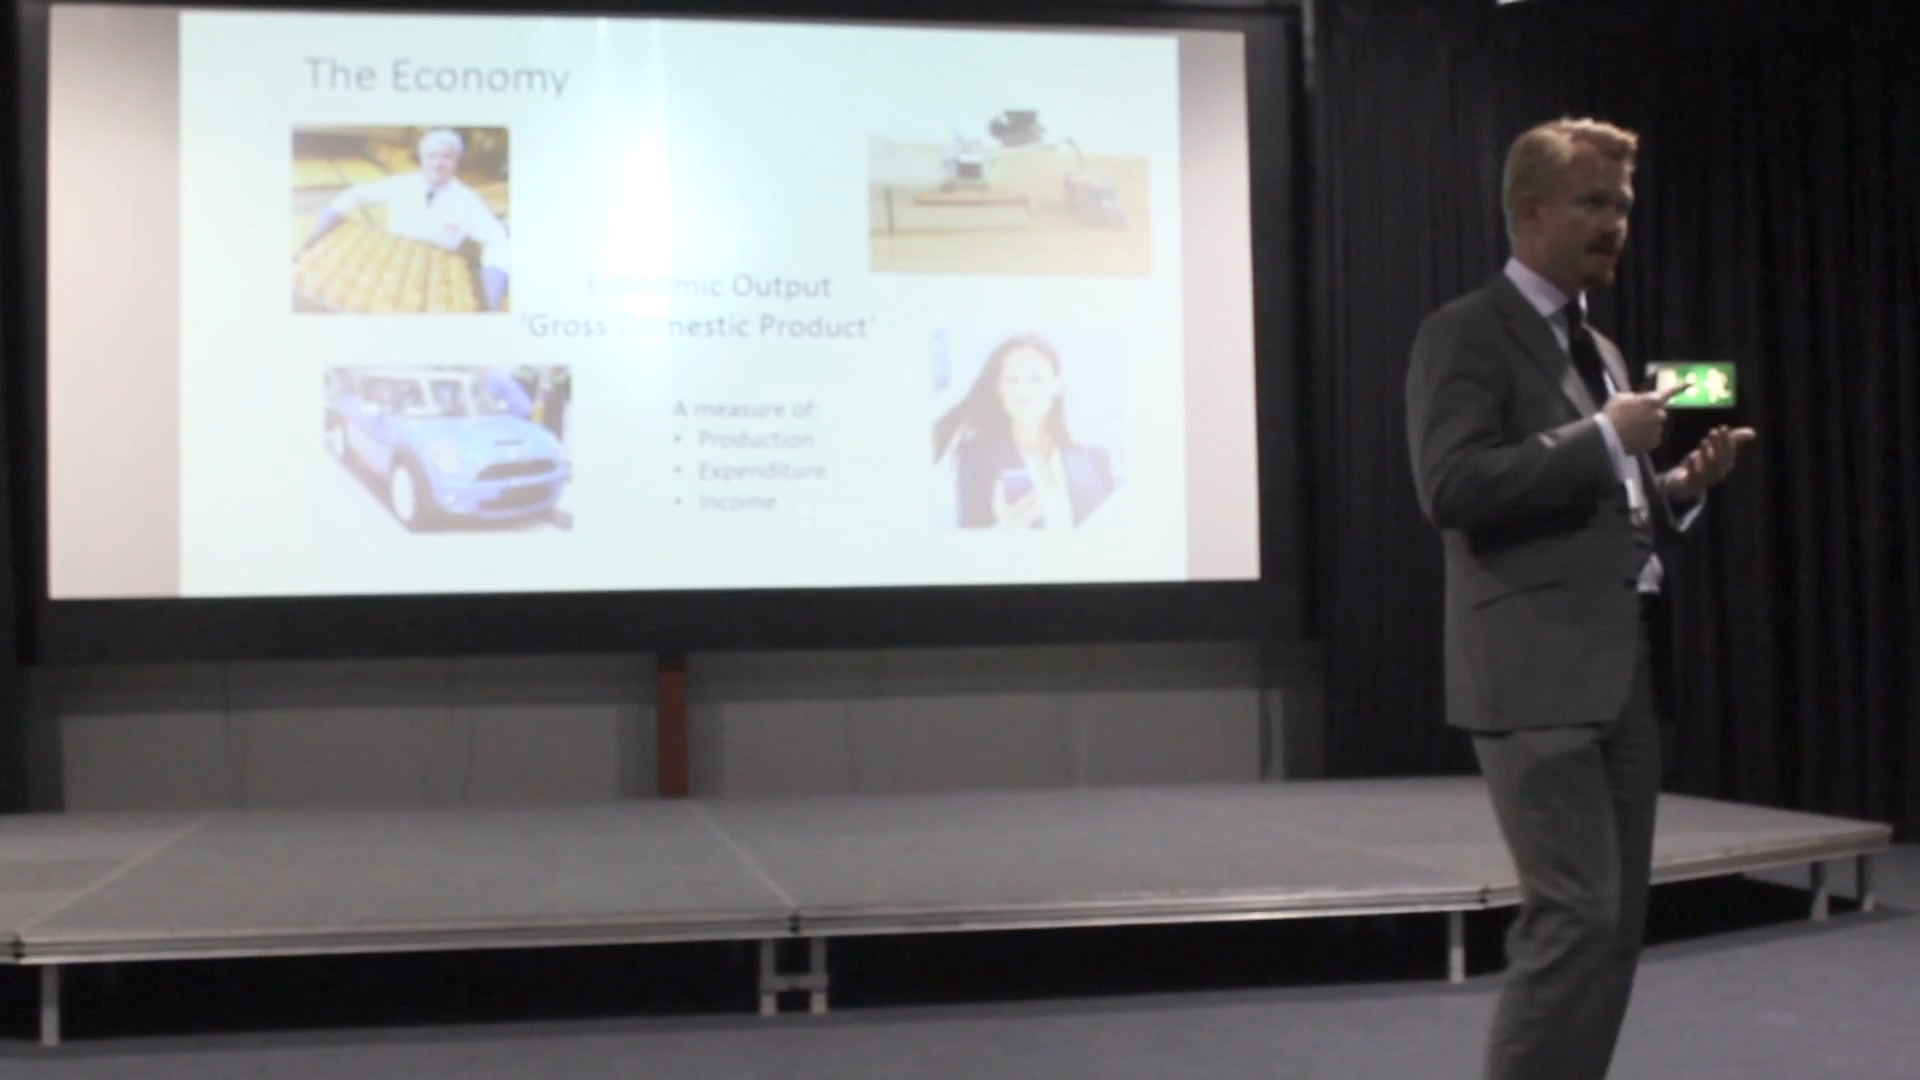 The Economy
Economic Output
'Gross Domestic Product'
A measure of:
• Production
• Expenditure
• Income